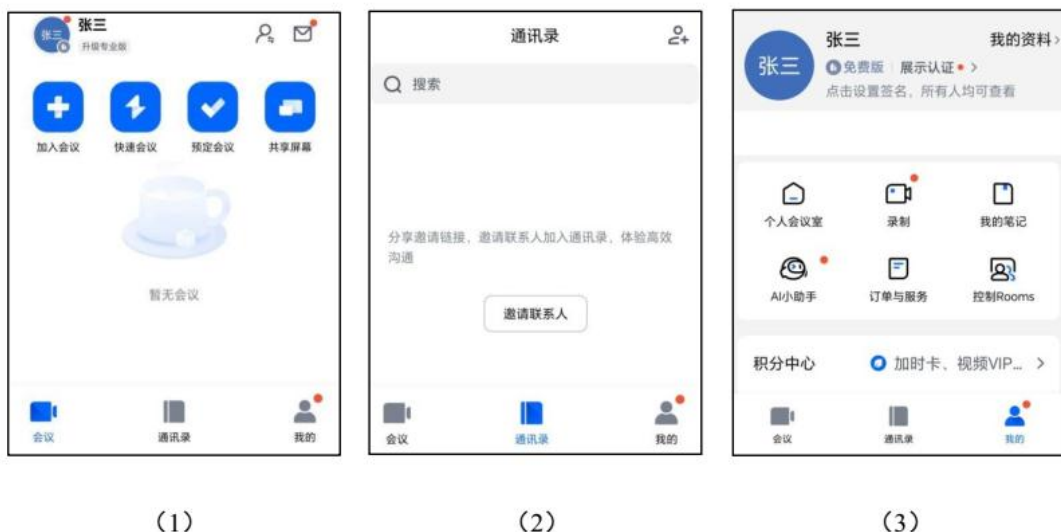 张三
张三
升级专业版
加入会议 快速会议 预定会议 共享屏幕
暂无会议
会议 通讯录 我的
(1)
通讯录
搜索
分享邀请链接，邀请联系人加入通讯录，体验高效
沟通
邀请联系人
会议 通讯录 我的
(2)
张三
张三 我的资料
免费版 展示认证
点击设置签名，所有人均可查看
个人会议室 录制 我的笔记
AI小助手 订单与服务 控制Rooms
积分中心 加时卡、视频VIP...
会议 通讯录 我的
(3)